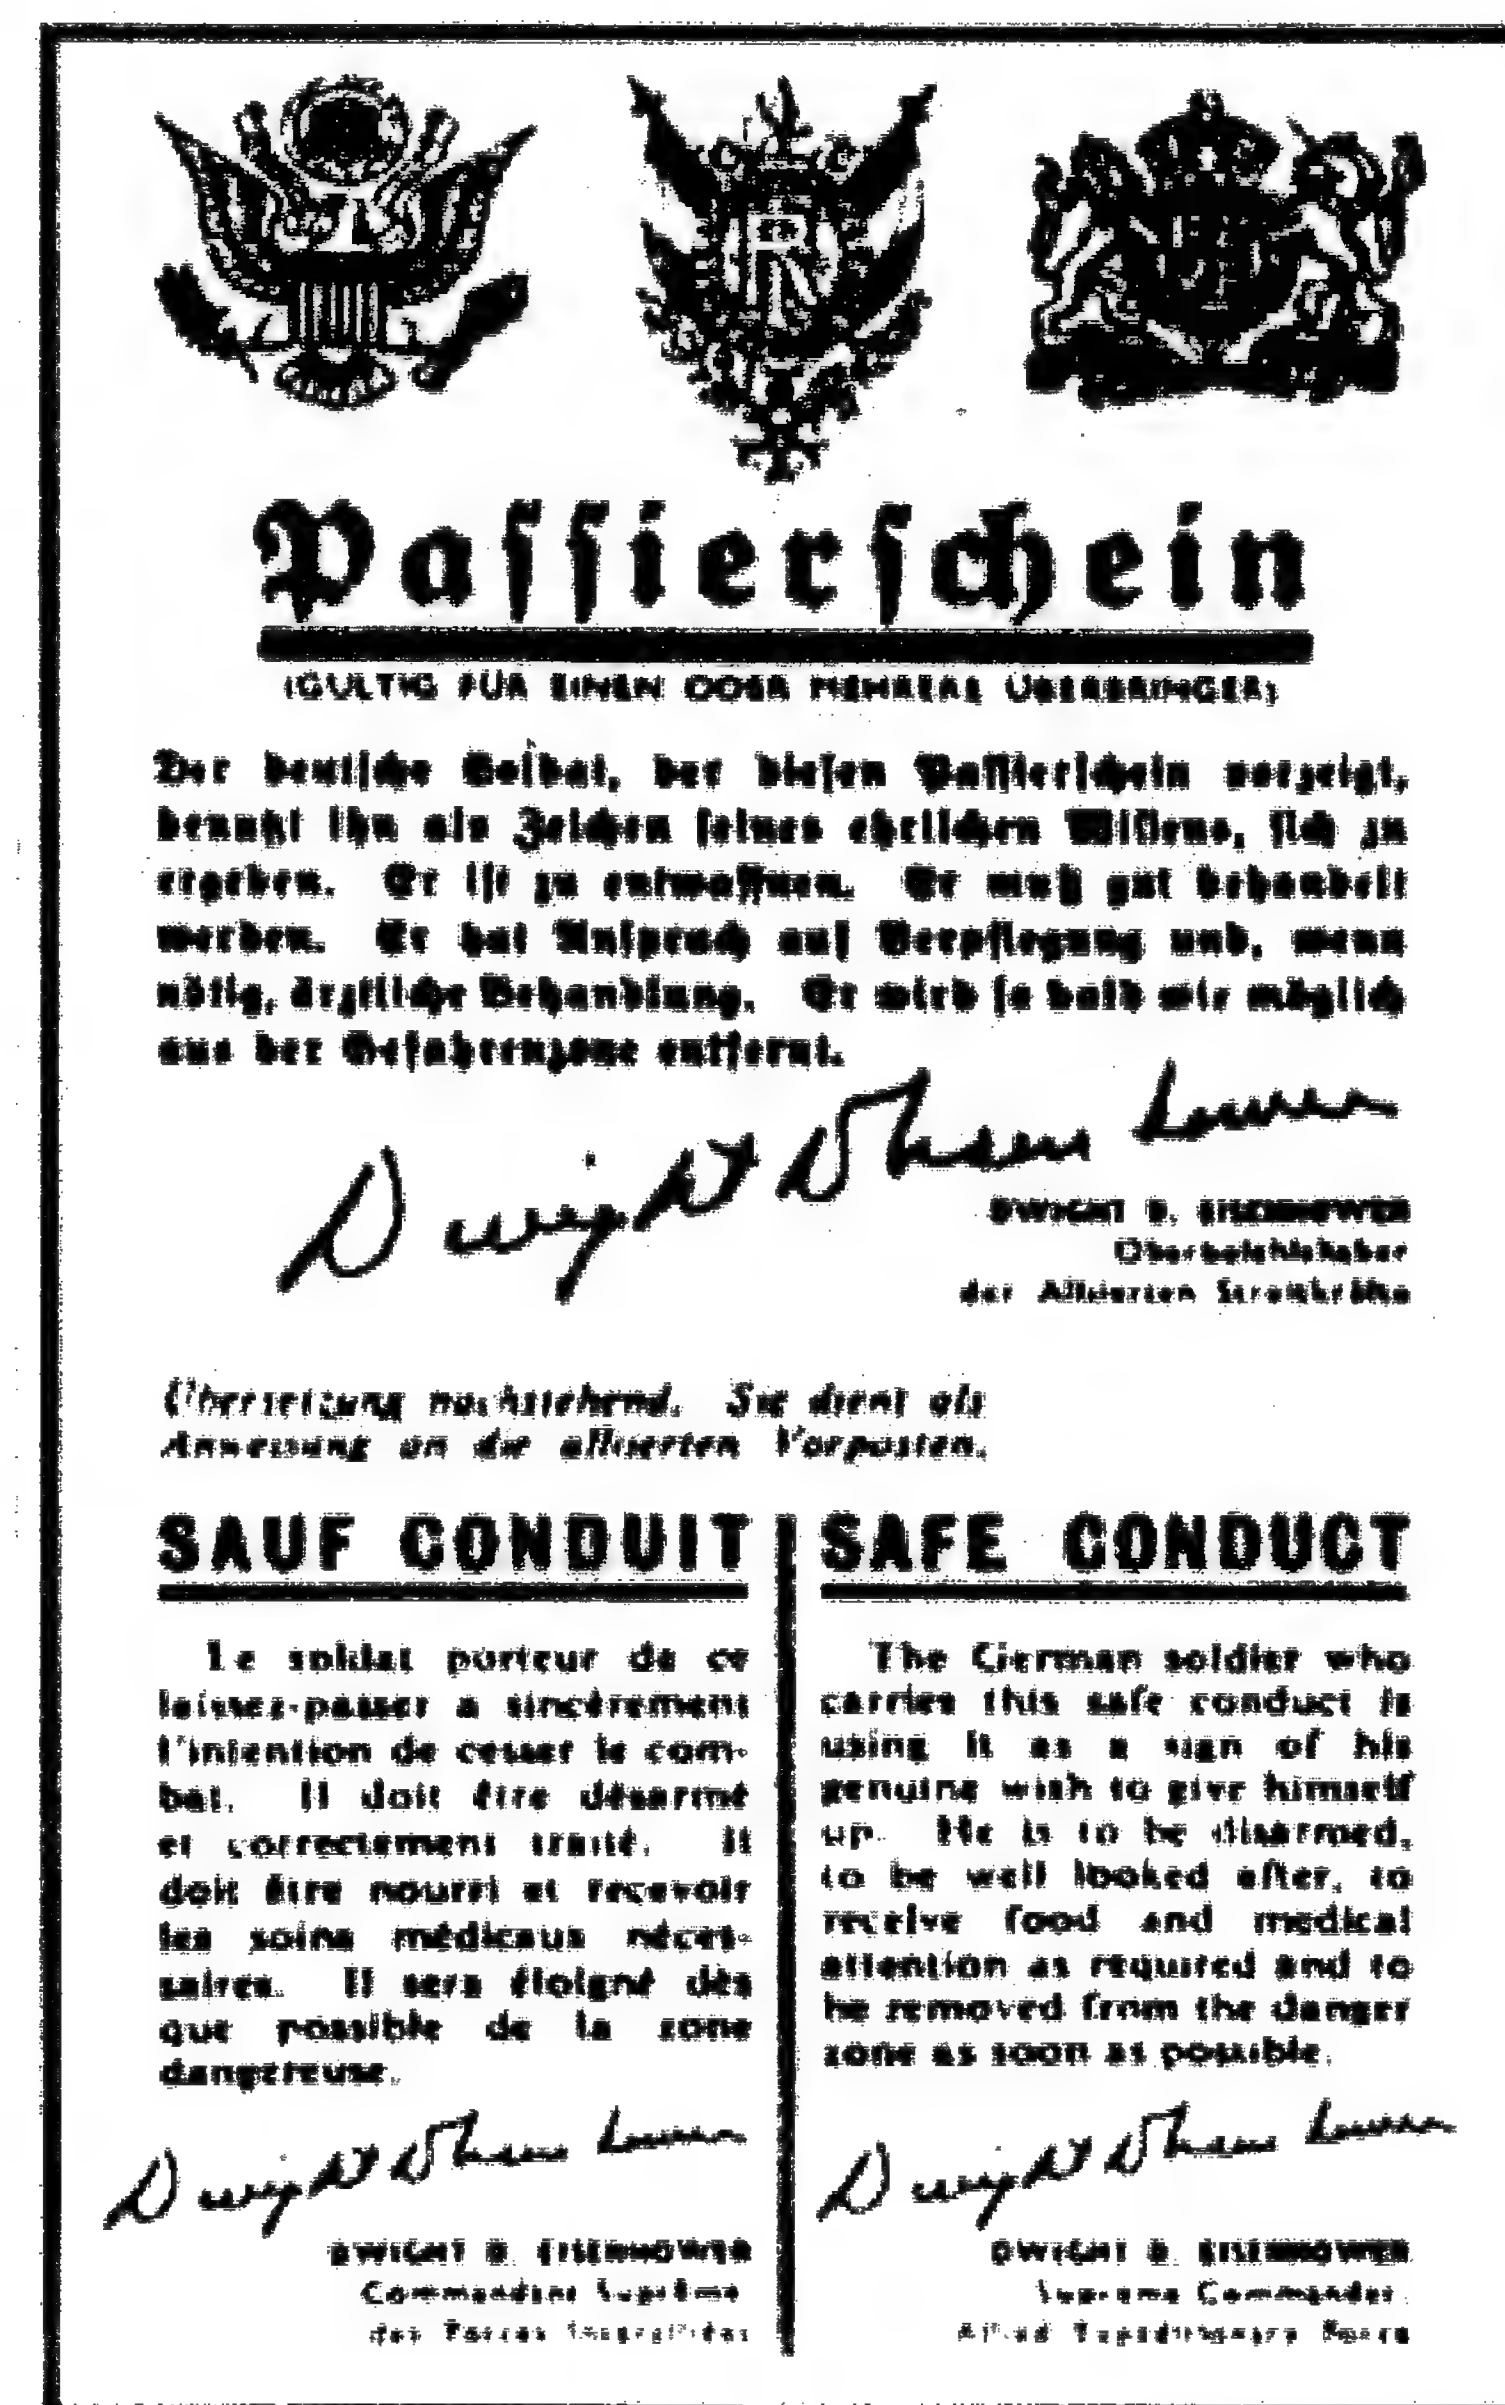 R
Passierschein
(GÜLTIG FÜR EINEN ODER MEHRERE ÜBERBRINGER)
Der deutsche Soldat, der diesen Passierschein vorzeigt,
benutzt ihn als Zeichen seines ehrlichen Willens, sich zu
ergeben. Er ist zu entwaffnen. Er muß gut behandelt
werden. Er hat Anspruch auf Verpflegung und, wenn
nötig, ärztliche Behandlung. Er wird so bald wie möglich
aus der Gefahrenzone entfernt.
Dwight D Eisenhower
DWIGHT D. EISENHOWER
Oberbefehlshaber
der Alliierten Streitkräfte
Übersetzung nachstehend. Sie dient als
Anweisung an die alliierten Vorposten.
SAUF CONDUIT
Le soldat porteur de ce
laissez-passer a sincèrement
l'intention de cesser le com-
bat. Il doit être désarmé
et correctement traité. Il
doit être nourri et recevoir
les soins médicaux néces-
saires. Il sera éloigné dès
que possible de la zone
dangereuse.
Dwight D Eisenhower
DWIGHT D. EISENHOWER
Commandant Suprême
des Forces
SAFE CONDUCT
The German soldier who
carries this safe conduct is
using it as a sign of his
genuine wish to give himself
up. He is to be disarmed,
to be well looked after, to
receive food and medical
attention as required and to
be removed from the danger
zone as soon as possible.
Dwight D Eisenhower
DWIGHT D. EISENHOWER
Supreme Commander
Allied Expeditionary Force